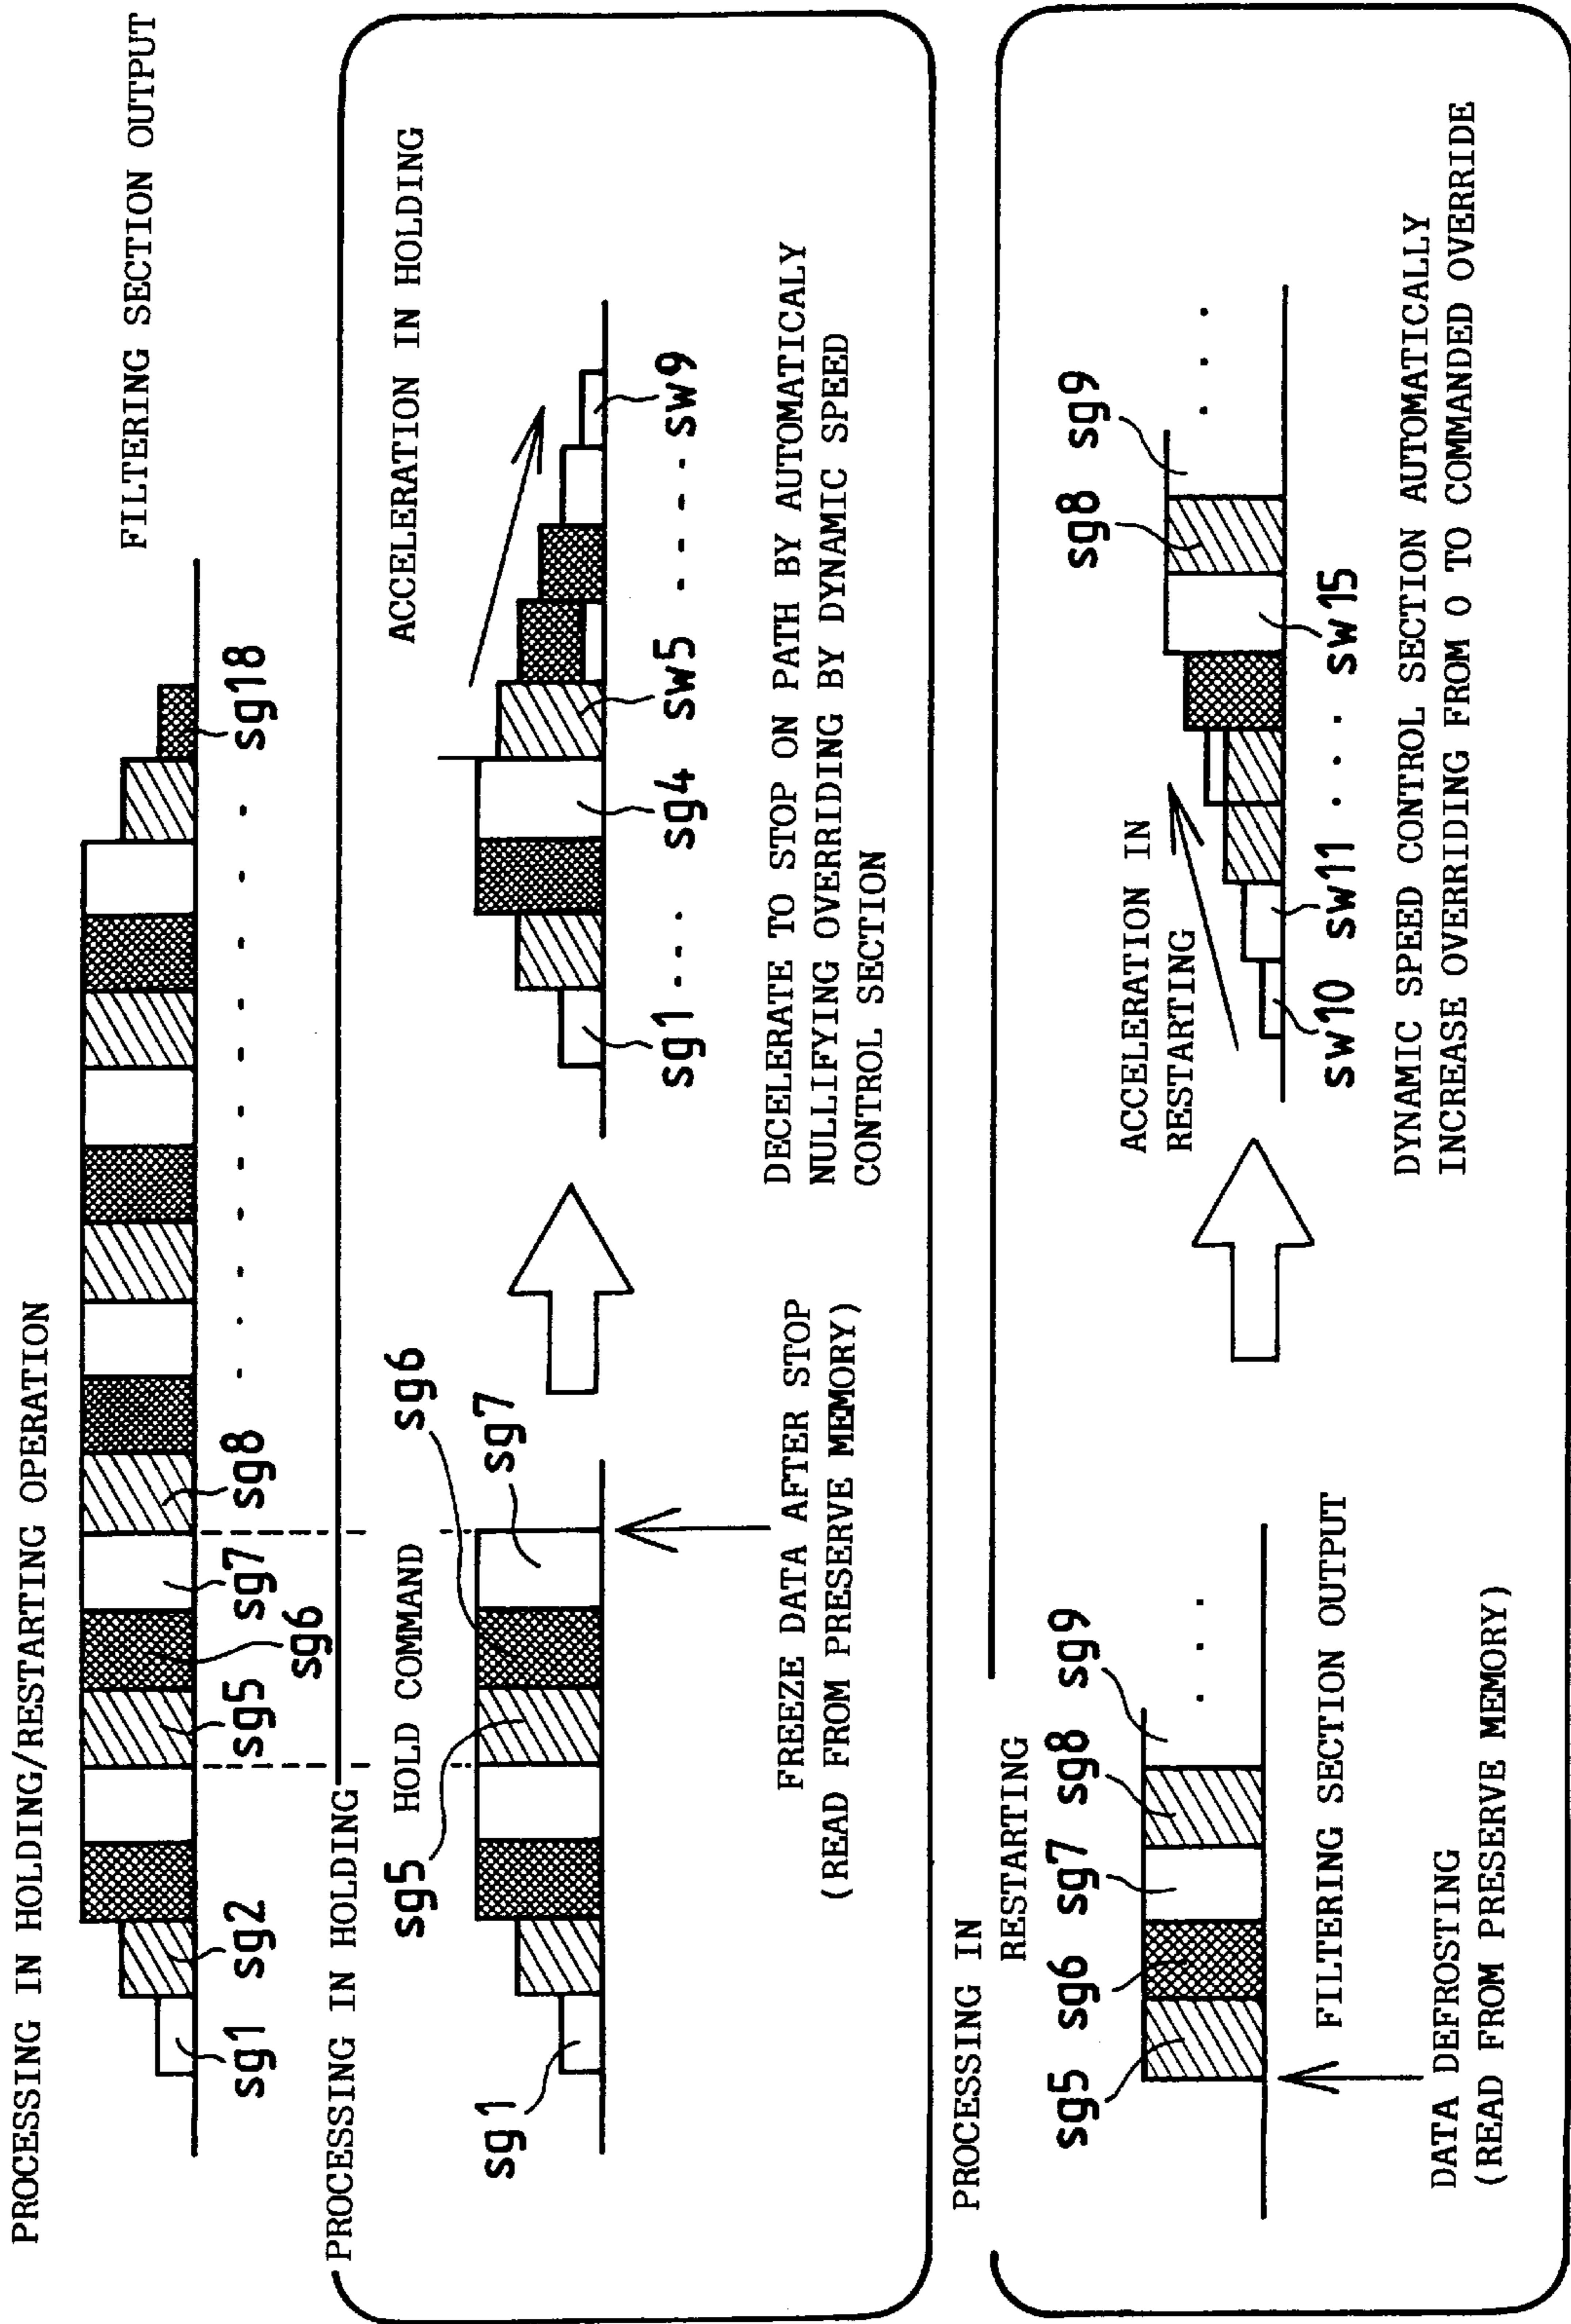 PROCESSING IN HOLDING/RESTARTING OPERATION
FILTERING SECTION OUTPUT
sg1 sg2 sg5 sg7 sg8 sg18
sg6
PROCESSING IN HOLDING
sg5 HOLD COMMAND sg6
sg1
sg7
FREEZE DATA AFTER STOP
(READ FROM PRESERVE MEMORY)
ACCELERATION IN HOLDING
sg1 --- sg4 sw5 ---- sw9
DECELERATE TO STOP ON PATH BY AUTOMATICALY
NULLIFYING OVERRIDING BY DYNAMIC SPEED
CONTROL SECTION
PROCESSING IN
RESTARTING
sg5 sg6 sg7 sg8 sg9
...
FILTERING SECTION OUTPUT
DATA DEFROSTING
(READ FROM PRESERVE MEMORY)
ACCELERATION IN
RESTARTING
sg8 sg9
...
sw10 sw11 ... sw15
DYNAMIC SPEED CONTROL SECTION AUTOMATICALLY
INCREASE OVERRIDING FROM 0 TO COMMANDED OVERRIDE